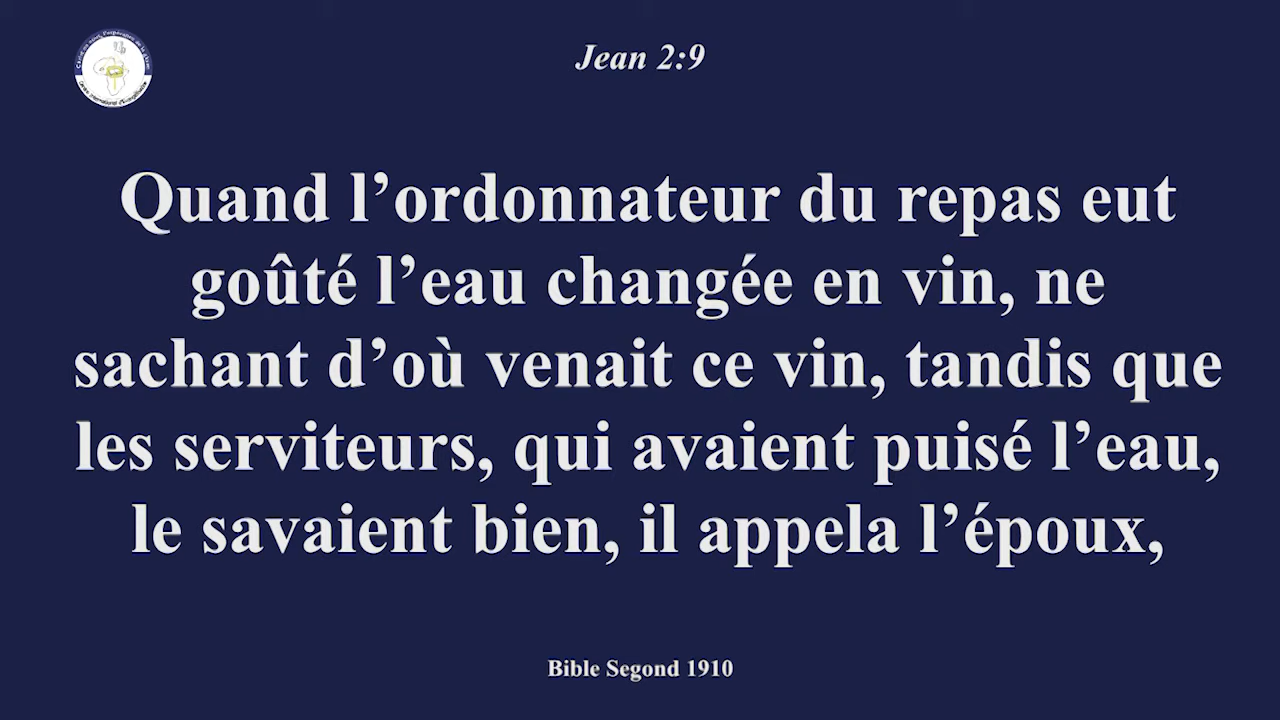 Jean 2:9
Quand l’ordonnateur du repas eut
goûté l’eau changée en vin, ne
sachant d’où venait ce vin, tandis que
les serviteurs, qui avaient puisé l’eau,
le savaient bien, il appela l’époux,
Bible Segond 1910